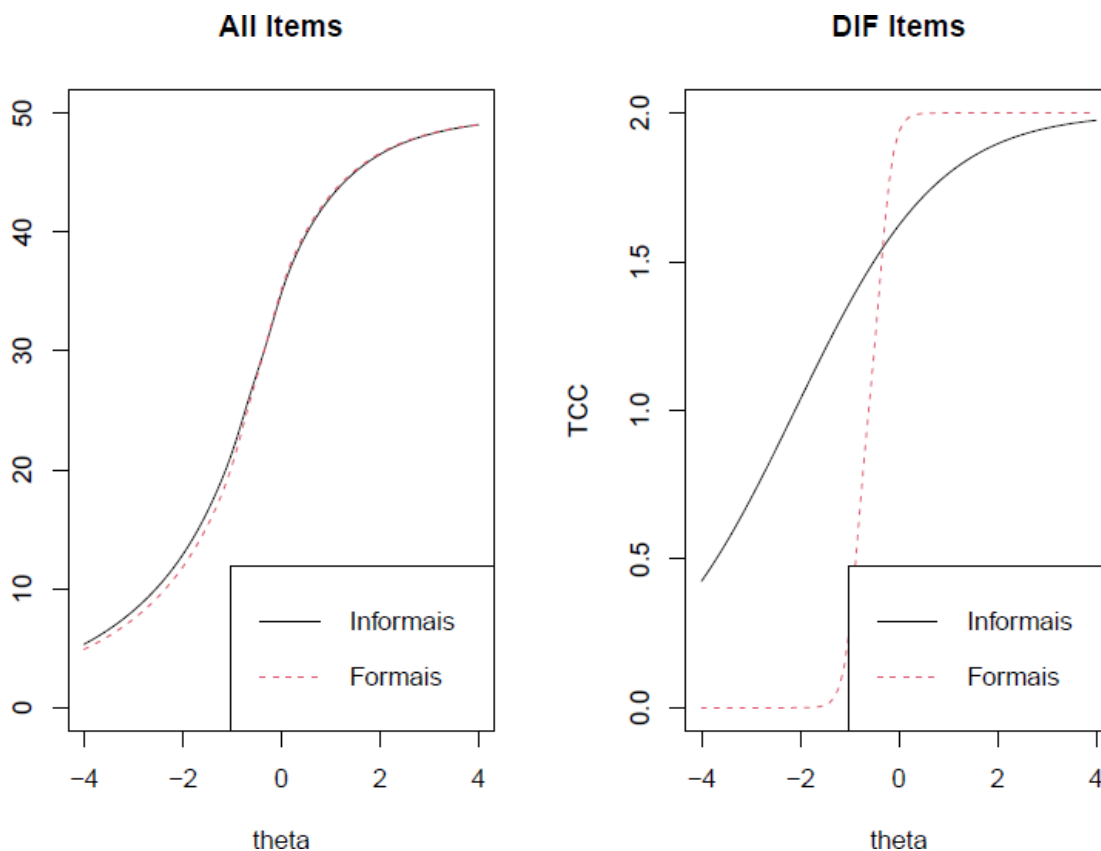 All Items
50
40
30
20
10
0
Informais
Formais
−4 −2 0 2 4
theta
DIF Items
TCC
2.0
1.5
1.0
0.5
0.0
Informais
Formais
−4 −2 0 2 4
theta